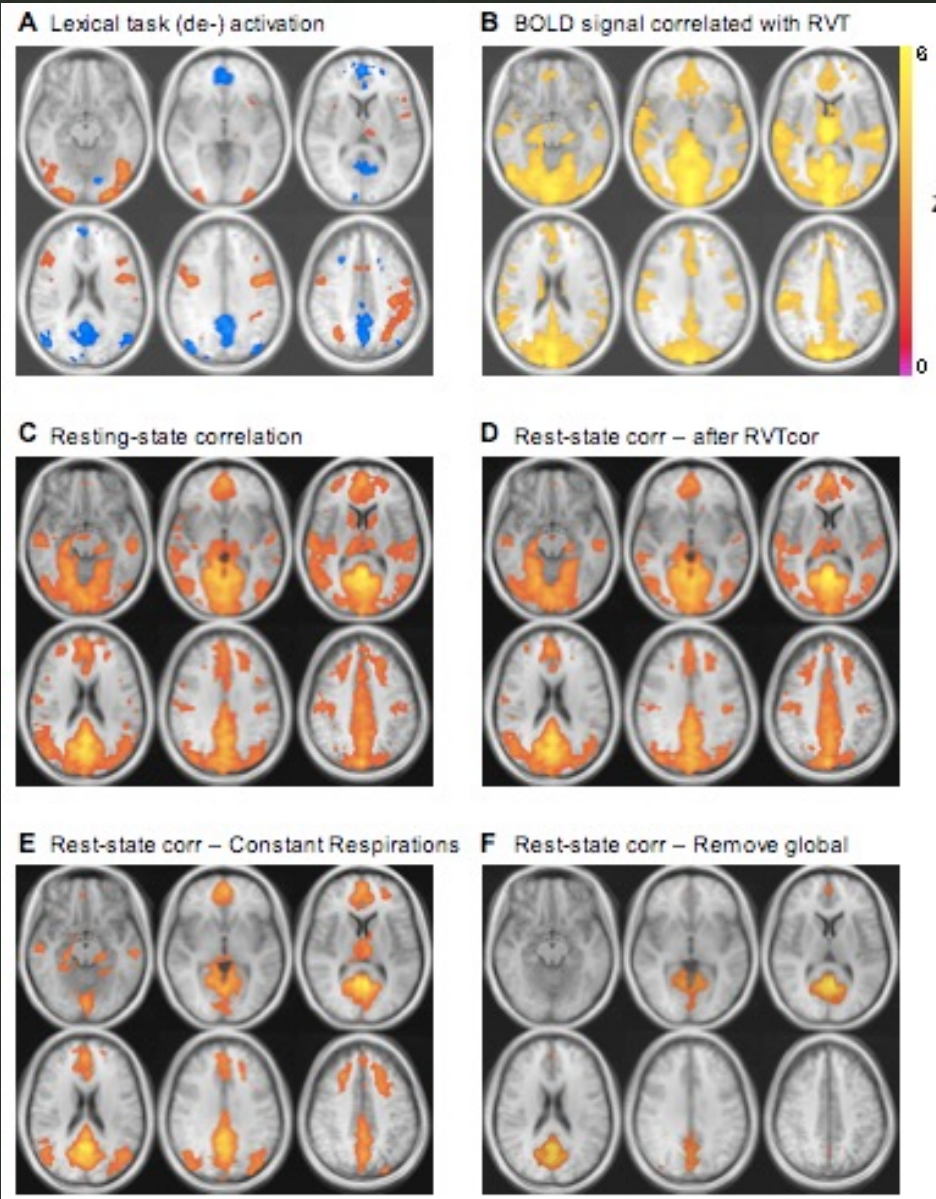 A Lexical task (de-) activation
B BOLD signal correlated with RVT
6
Z
0
C Resting-state correlation
D Rest-state corr – after RVTcor
E Rest-state corr – Constant Respirations
F Rest-state corr – Remove global